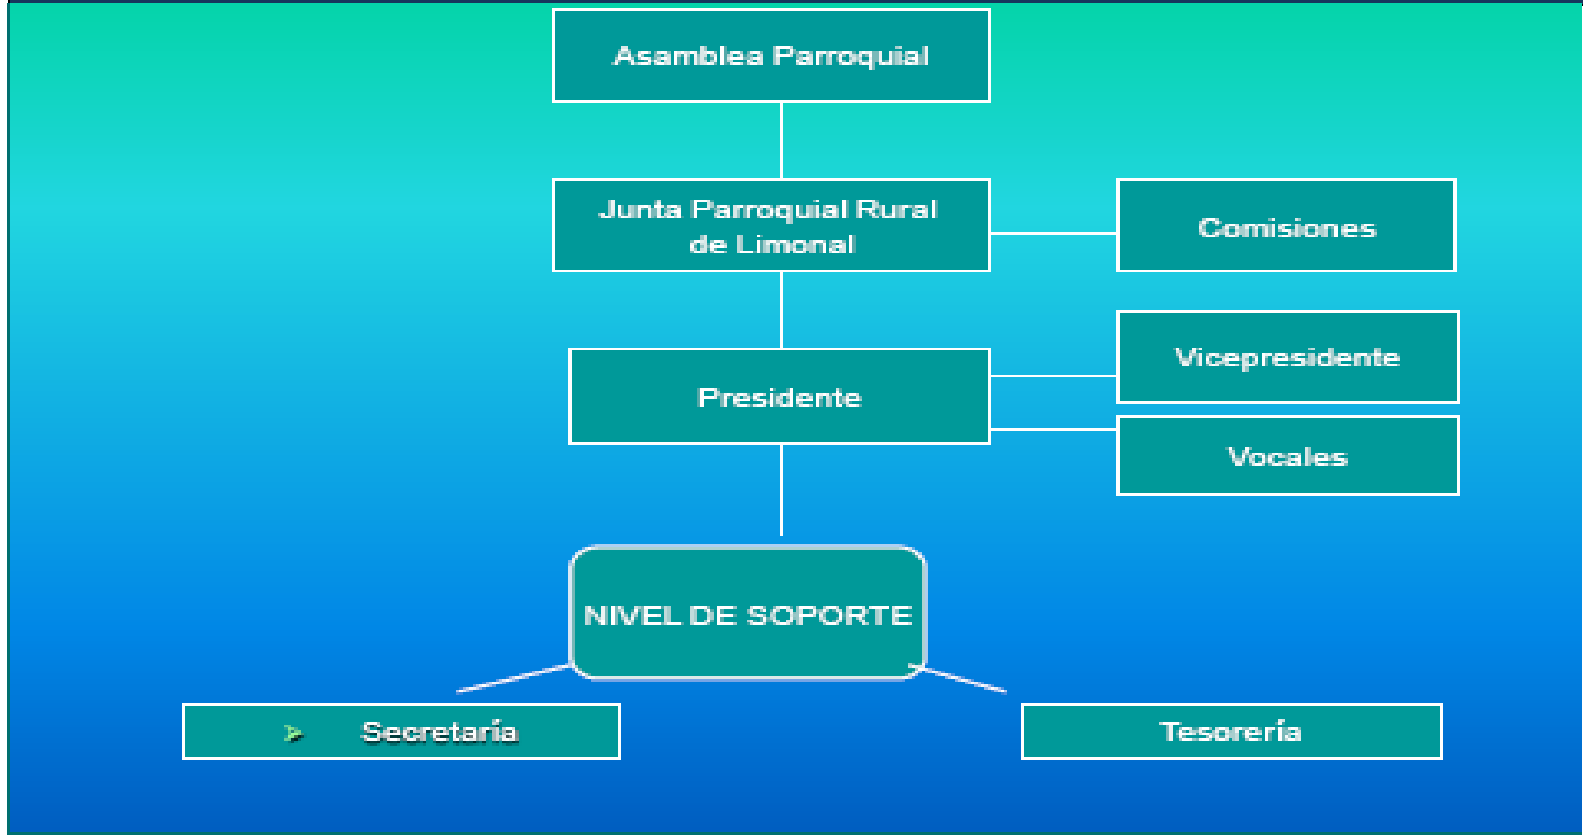 Asamblea Parroquial
Junta Parroquial Rural
de Limonal
Comisiones
Presidente
Vicepresidente
Vocales
NIVEL DE SOPORTE
➢ Secretaría
Tesorería